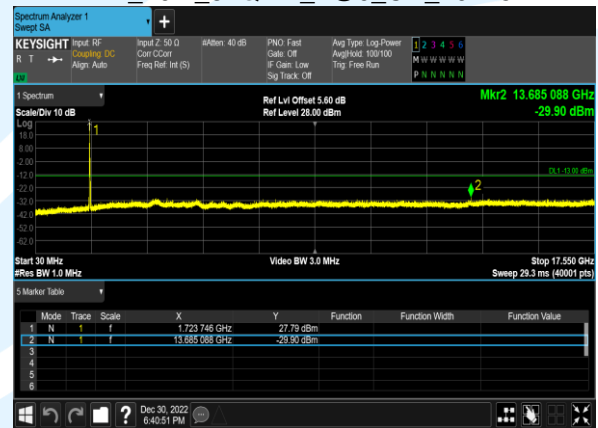 Spectrum Analyzer 1
Swept SA
+
KEYSIGHT Input: RF Input Z: 50 Ω #Atten: 40 dB PNO: Fast Avg Type: Log-Power 1 2 3 4 5 6
R T Coupling: DC Corr CCorr Gate: Off Avg|Hold: 100/100 M W W W W W
Align: Auto Freq Ref: Int (S) IF Gain: Low Trig: Free Run
Sig Track: Off P N N N N N
1 Spectrum Ref Lvl Offset 5.60 dB Mkr2 13.685 088 GHz
Scale/Div 10 dB Ref Level 28.00 dBm -29.90 dBm
Log
18.0
8.00
-2.00
-12.0
-22.0
-32.0
-42.0
-52.0
-62.0
1
DL1 -13.00 dBm
2
Start 30 MHz Video BW 3.0 MHz Stop 17.550 GHz
#Res BW 1.0 MHz Sweep 29.3 ms (40001 pts)
5 Marker Table
Mode Trace Scale X Y Function Function Width Function Value
1 N 1 f 1.723 746 GHz 27.79 dBm
2 N 1 f 13.685 088 GHz -29.90 dBm
3
4
5
6
? Dec 30, 2022
6:40:51 PM